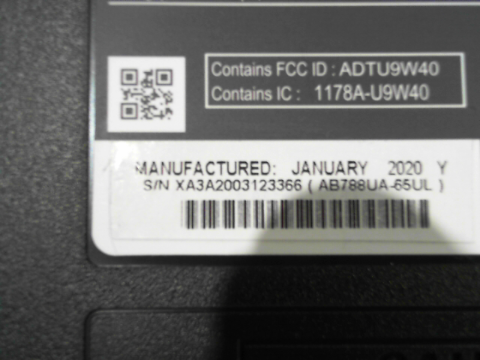 Contains FCC ID : ADTU9W40
Contains IC : 1178A-U9W40
MANUFACTURED: JANUARY 2020 Y
S/N XA3A2003123366 ( AB788UA-65UL )